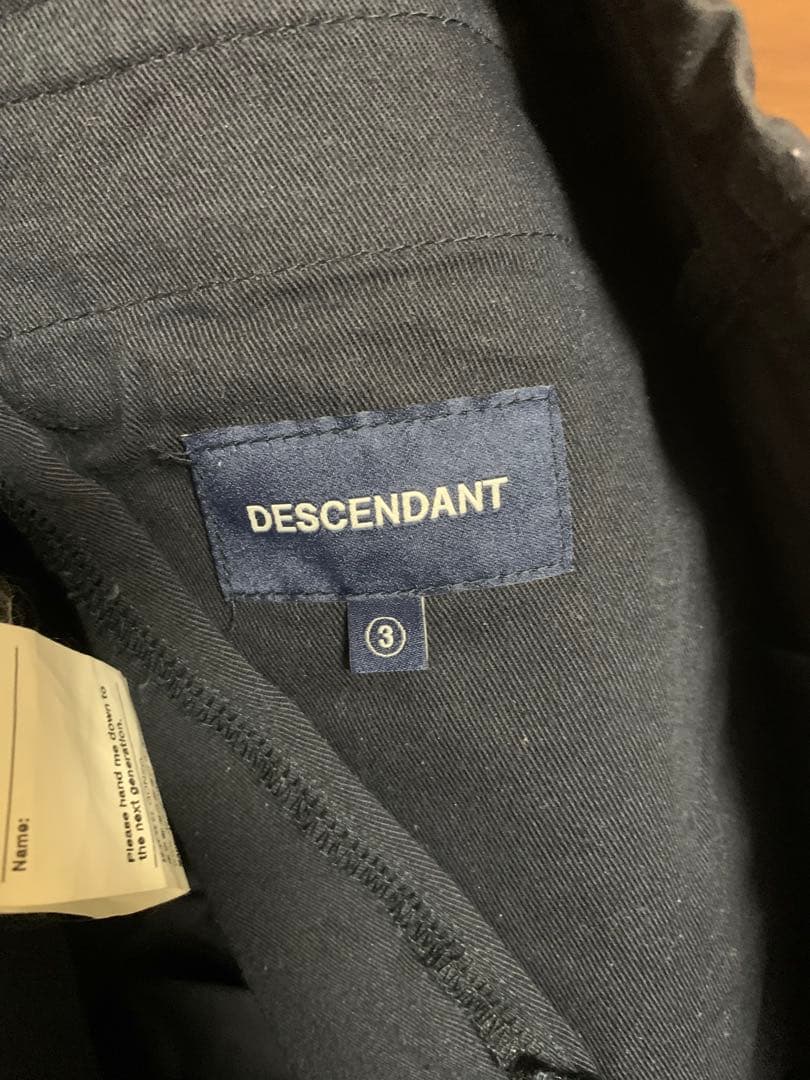 DESCENDANT
3
Name:
Please hand me down to
the next generation.